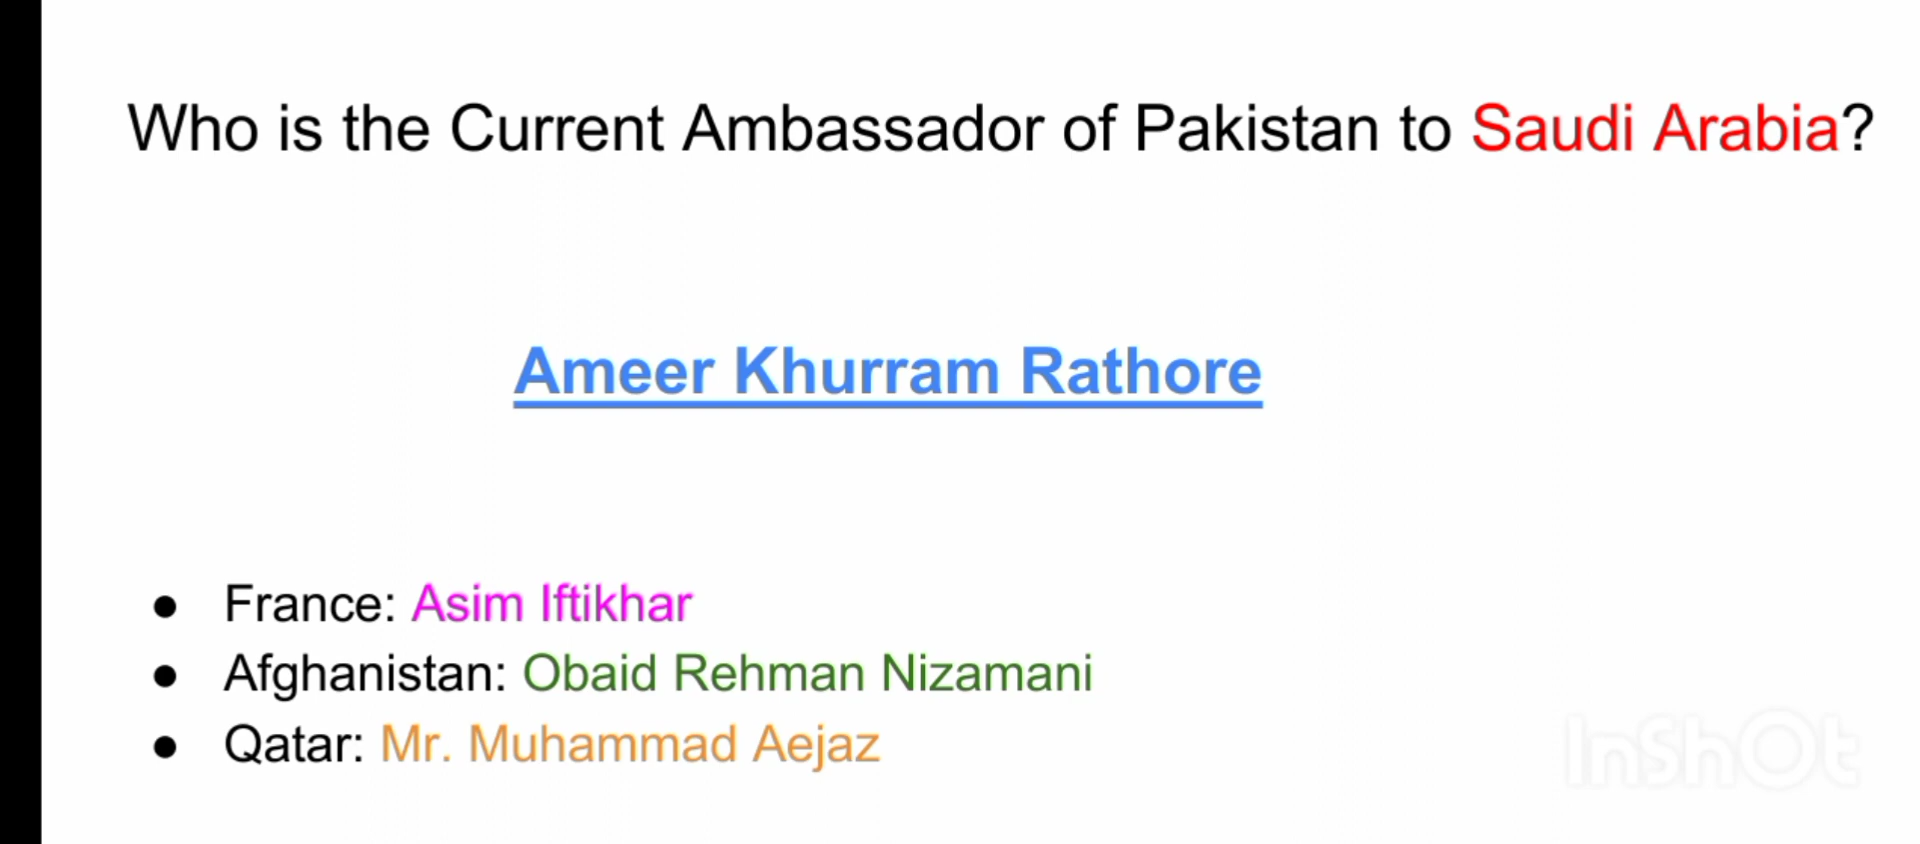 Who is the Current Ambassador of Pakistan to Saudi Arabia?
Ameer Khurram Rathore
● France: Asim Iftikhar
● Afghanistan: Obaid Rehman Nizamani
● Qatar: Mr. Muhammad Aejaz
InShOt